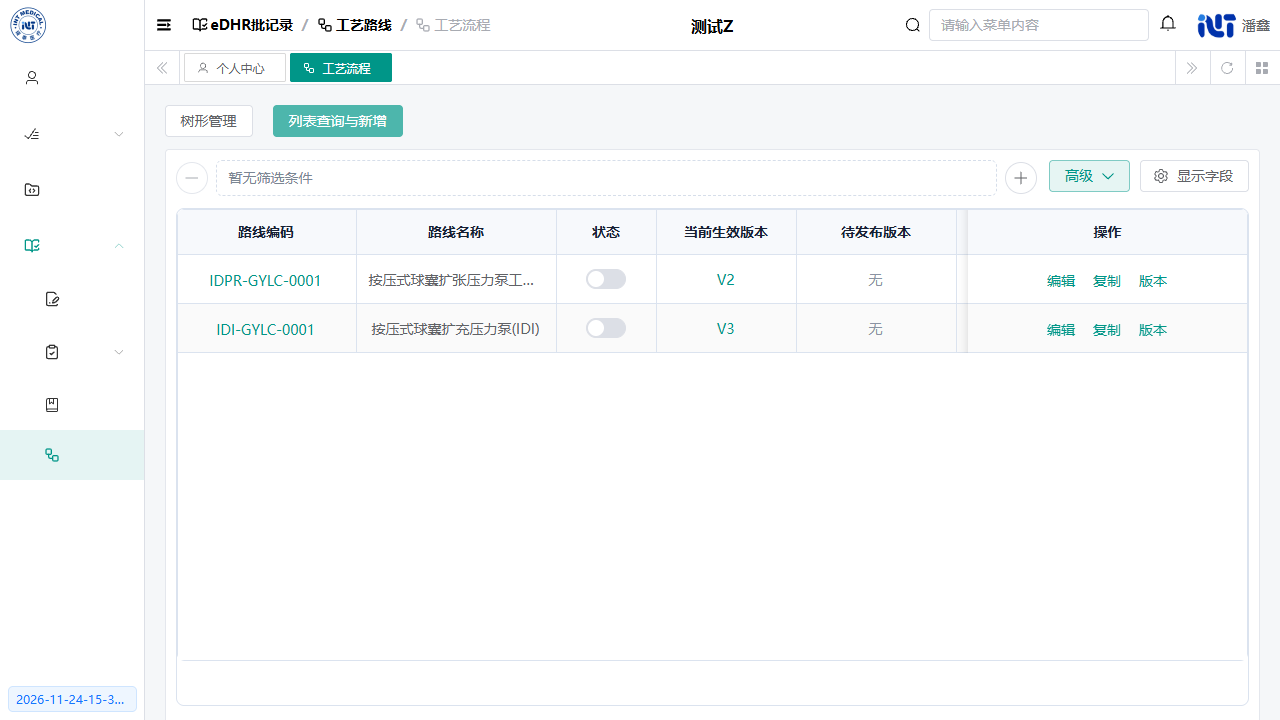 eDHR批记录 / 工艺路线 / 工艺流程
测试Z
请输入菜单内容
潘鑫
个人中心
工艺流程
树形管理
列表查询与新增
暂无筛选条件
高级
显示字段
路线编码 路线名称 状态 当前生效版本 待发布版本 操作
IDPR-GYLC-0001 按压式球囊扩张压力泵工... V2 无 编辑 复制 版本
IDI-GYLC-0001 按压式球囊扩充压力泵(IDI) V3 无 编辑 复制 版本
2026-11-24-15-3...